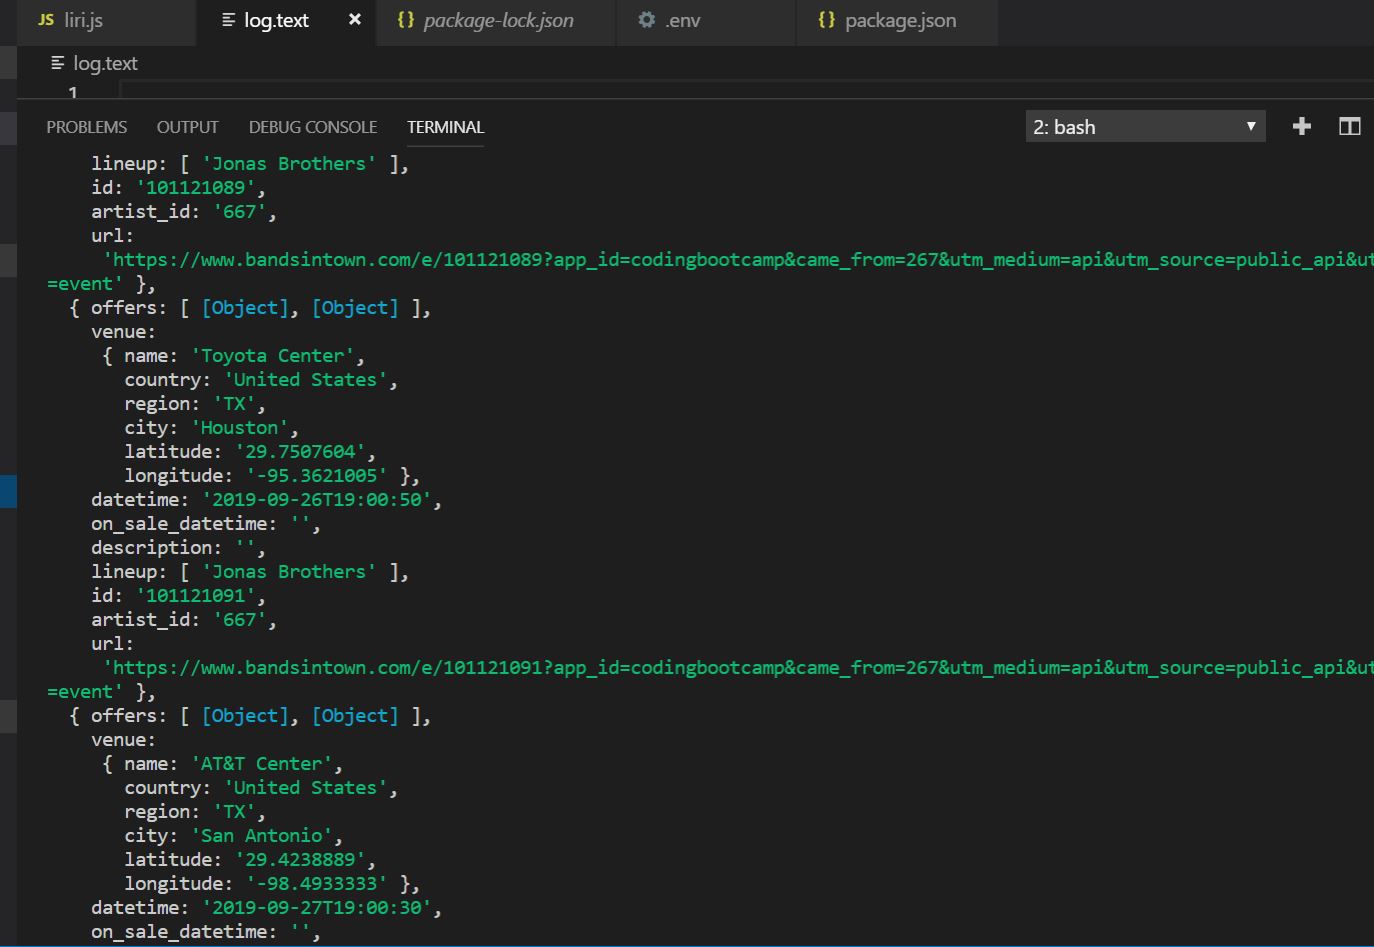 JS liri.js log.text × {} package-lock.json .env {} package.json
log.text
1
PROBLEMS OUTPUT DEBUG CONSOLE TERMINAL 2: bash
lineup: [ 'Jonas Brothers' ],
id: '101121089',
artist_id: '667',
url:
'https://www.bandsintown.com/e/101121089?app_id=codingbootcamp&came_from=267&utm_medium=api&utm_source=public_api&ut
=event' },
{ offers: [ [Object], [Object] ],
venue:
{ name: 'Toyota Center',
country: 'United States',
region: 'TX',
city: 'Houston',
latitude: '29.7507604',
longitude: '-95.3621005' },
datetime: '2019-09-26T19:00:50',
on_sale_datetime: '',
description: '',
lineup: [ 'Jonas Brothers' ],
id: '101121091',
artist_id: '667',
url:
'https://www.bandsintown.com/e/101121091?app_id=codingbootcamp&came_from=267&utm_medium=api&utm_source=public_api&ut
=event' },
{ offers: [ [Object], [Object] ],
venue:
{ name: 'AT&T Center',
country: 'United States',
region: 'TX',
city: 'San Antonio',
latitude: '29.4238889',
longitude: '-98.4933333' },
datetime: '2019-09-27T19:00:30',
on_sale_datetime: '',